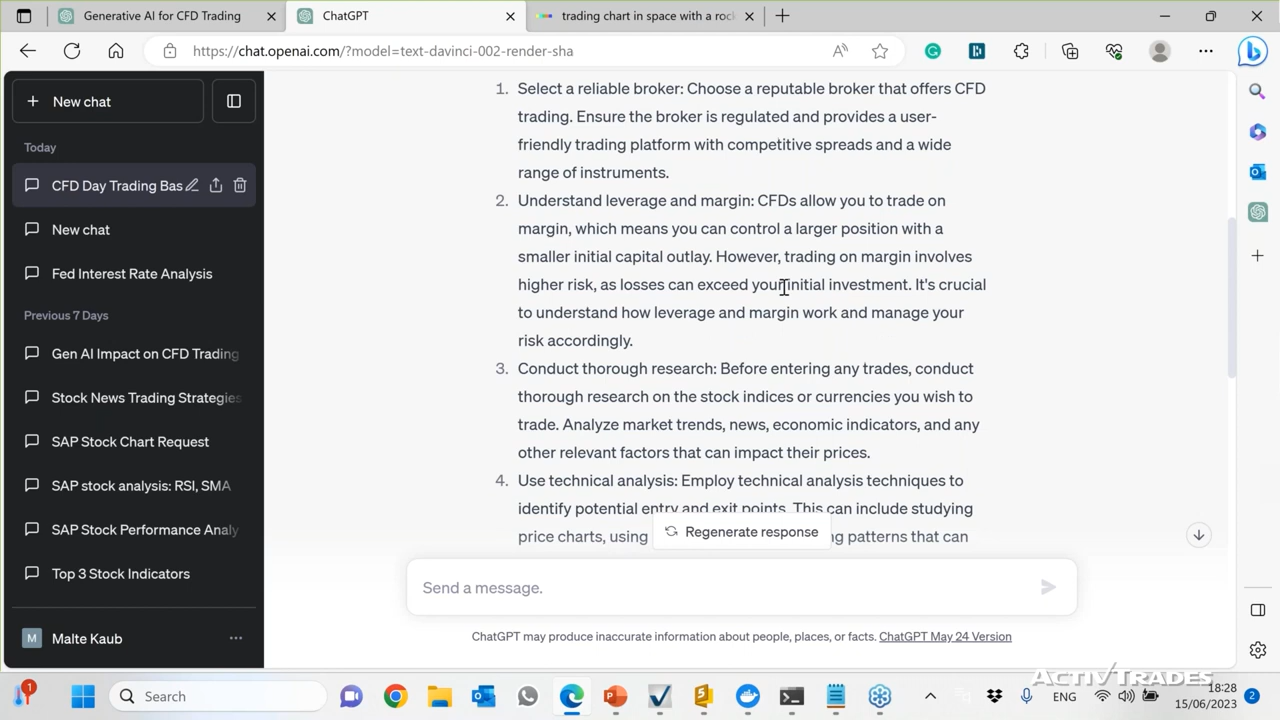 Generative AI for CFD Trading
ChatGPT
trading chart in space with a rock
https://chat.openai.com/?model=text-davinci-002-render-sha
New chat
Today
CFD Day Trading Bas
New chat
Fed Interest Rate Analysis
Previous 7 Days
Gen AI Impact on CFD Trading
Stock News Trading Strategies
SAP Stock Chart Request
SAP stock analysis: RSI, SMA
SAP Stock Performance Analy
Top 3 Stock Indicators
M Malte Kaub
1. Select a reliable broker: Choose a reputable broker that offers CFD
trading. Ensure the broker is regulated and provides a user-
friendly trading platform with competitive spreads and a wide
range of instruments.
2. Understand leverage and margin: CFDs allow you to trade on
margin, which means you can control a larger position with a
smaller initial capital outlay. However, trading on margin involves
higher risk, as losses can exceed your initial investment. It's crucial
to understand how leverage and margin work and manage your
risk accordingly.
3. Conduct thorough research: Before entering any trades, conduct
thorough research on the stock indices or currencies you wish to
trade. Analyze market trends, news, economic indicators, and any
other relevant factors that can impact their prices.
4. Use technical analysis: Employ technical analysis techniques to
identify potential entry and exit points. This can include studying
price charts, using patterns that can
Regenerate response
Send a message.
ChatGPT may produce inaccurate information about people, places, or facts. ChatGPT May 24 Version
ACTIVTRADES
1
Search
ENG
18:28
15/06/2023
2